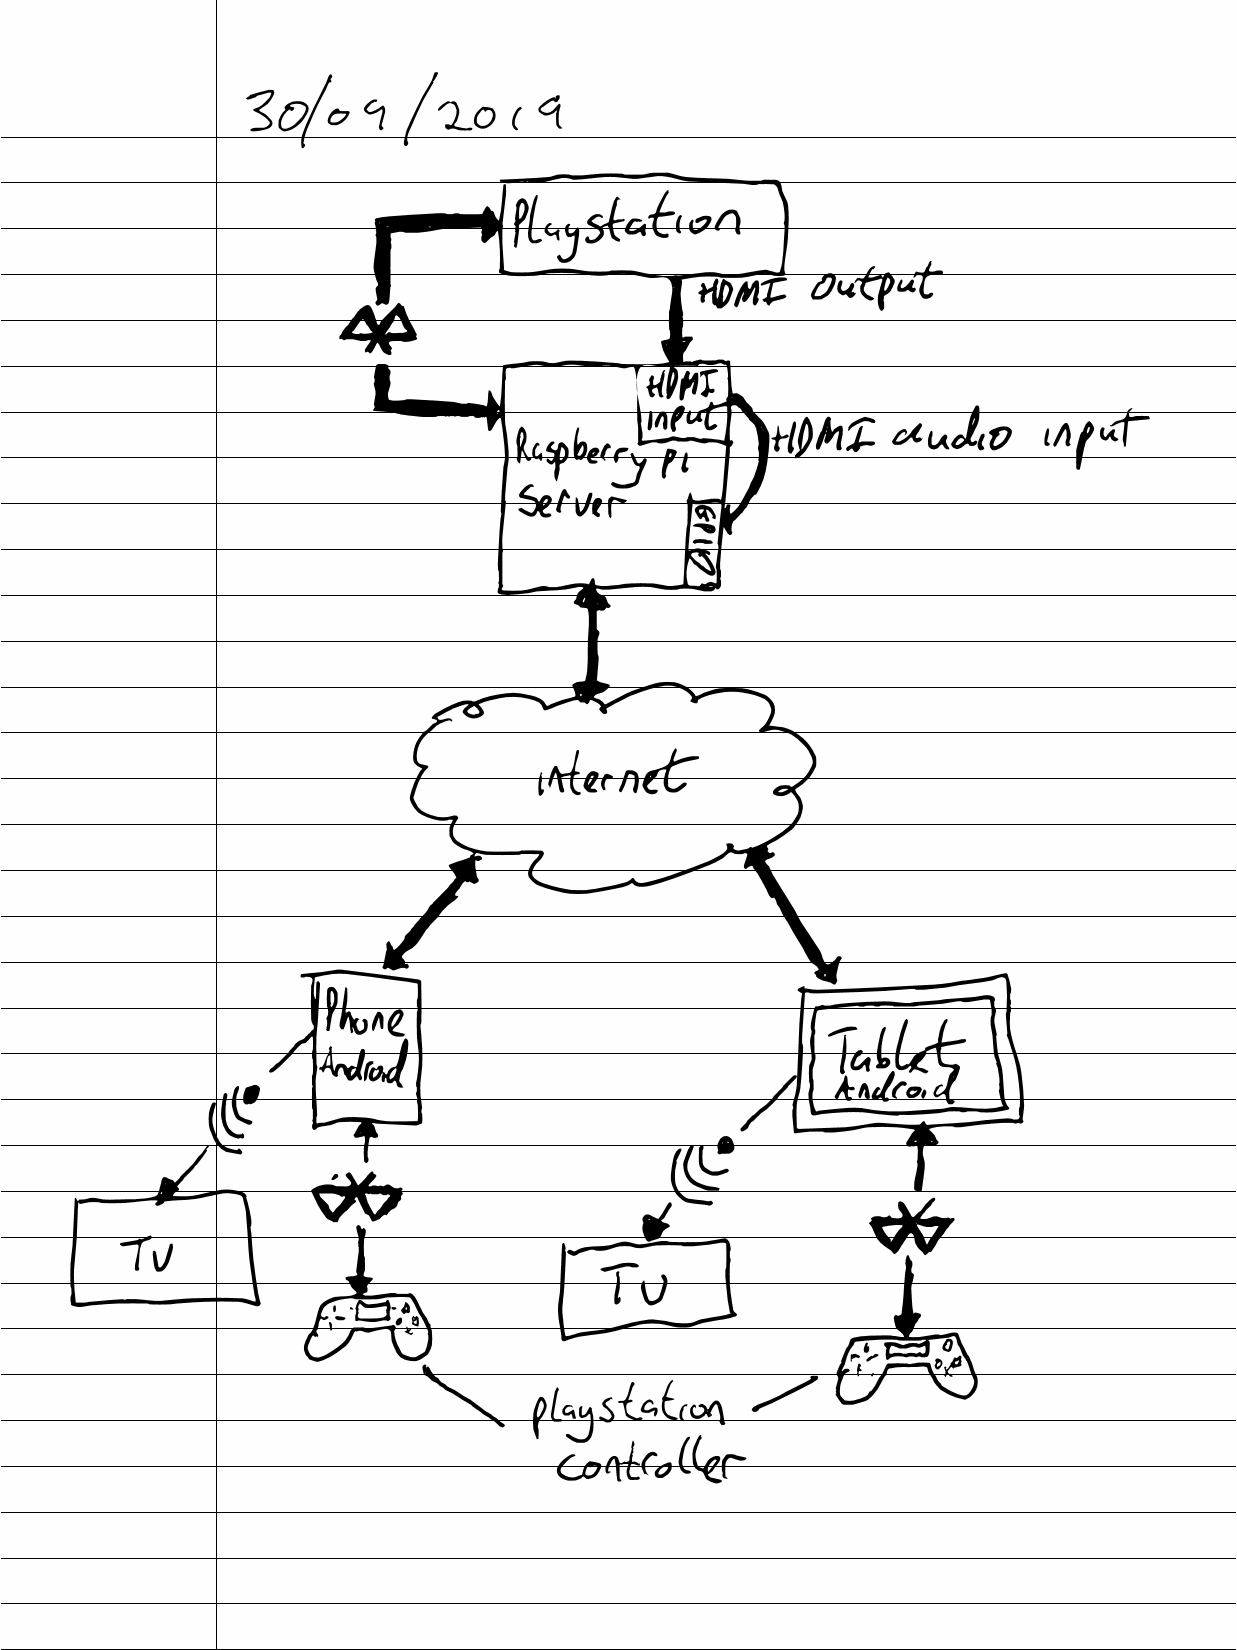 30/09/2019
Playstation
HDMI output
HDMI
input
HDMI audio input
Raspberry Pi
Server
GPIO
internet
Phone
Android
Tablet
Android
TV
TV
playstation
controller